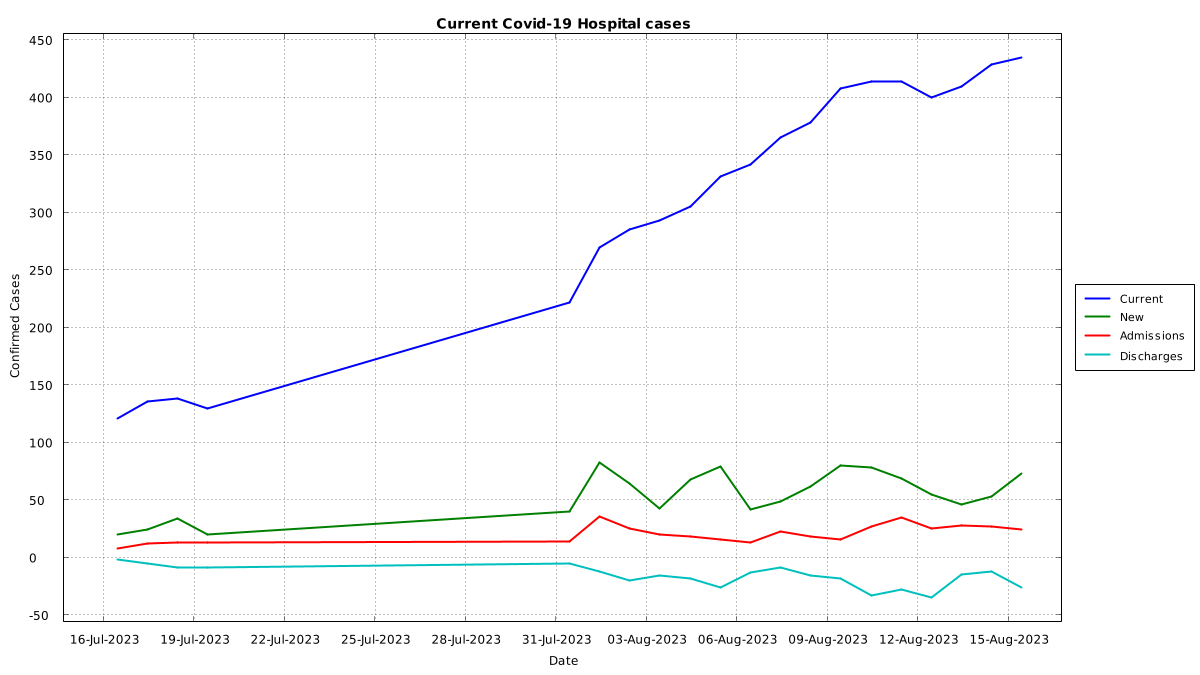 Current Covid-19 Hospital cases
450
400
350
300
250
200
150
100
50
0
-50
Confirmed Cases
16-Jul-2023 19-Jul-2023 22-Jul-2023 25-Jul-2023 28-Jul-2023 31-Jul-2023 03-Aug-2023 06-Aug-2023 09-Aug-2023 12-Aug-2023 15-Aug-2023
Date
Current
New
Admissions
Discharges